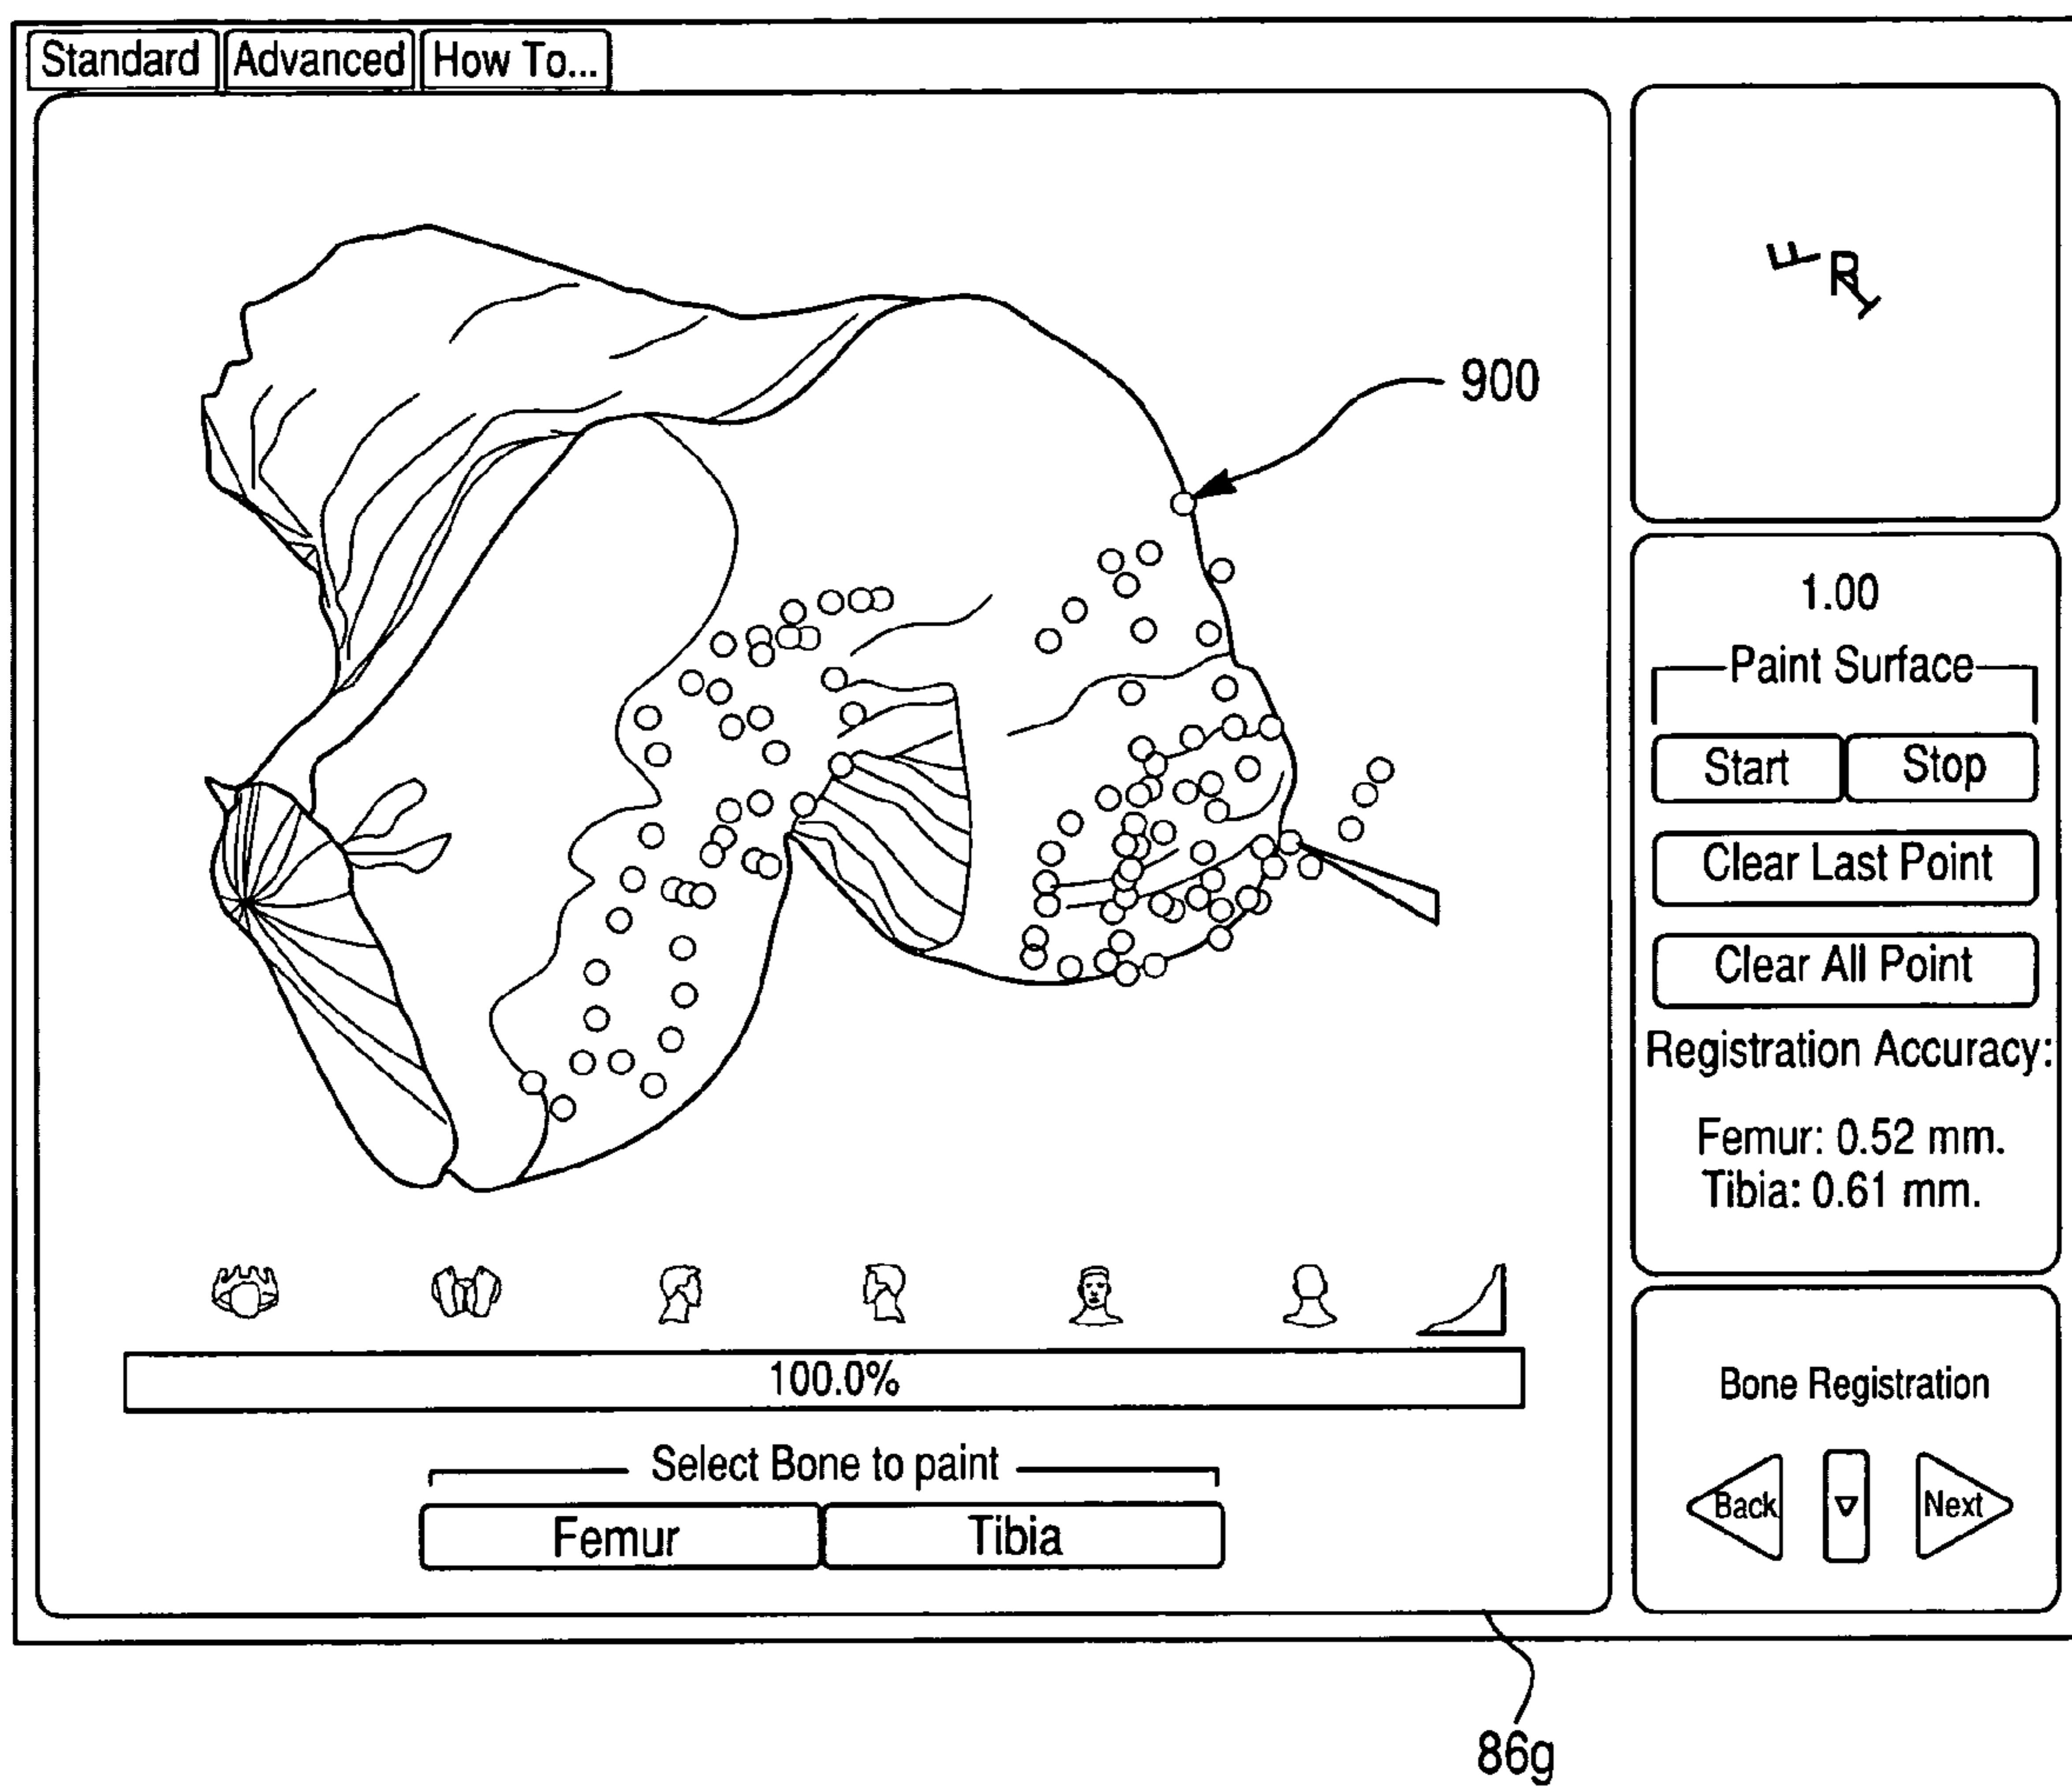 Standard Advanced How To...
F R T
900
1.00
Paint Surface
Start Stop
Clear Last Point
Clear All Point
Registration Accuracy:
Femur: 0.52 mm.
Tibia: 0.61 mm.
100.0%
Select Bone to paint
Femur Tibia
Bone Registration
Back Next
86g